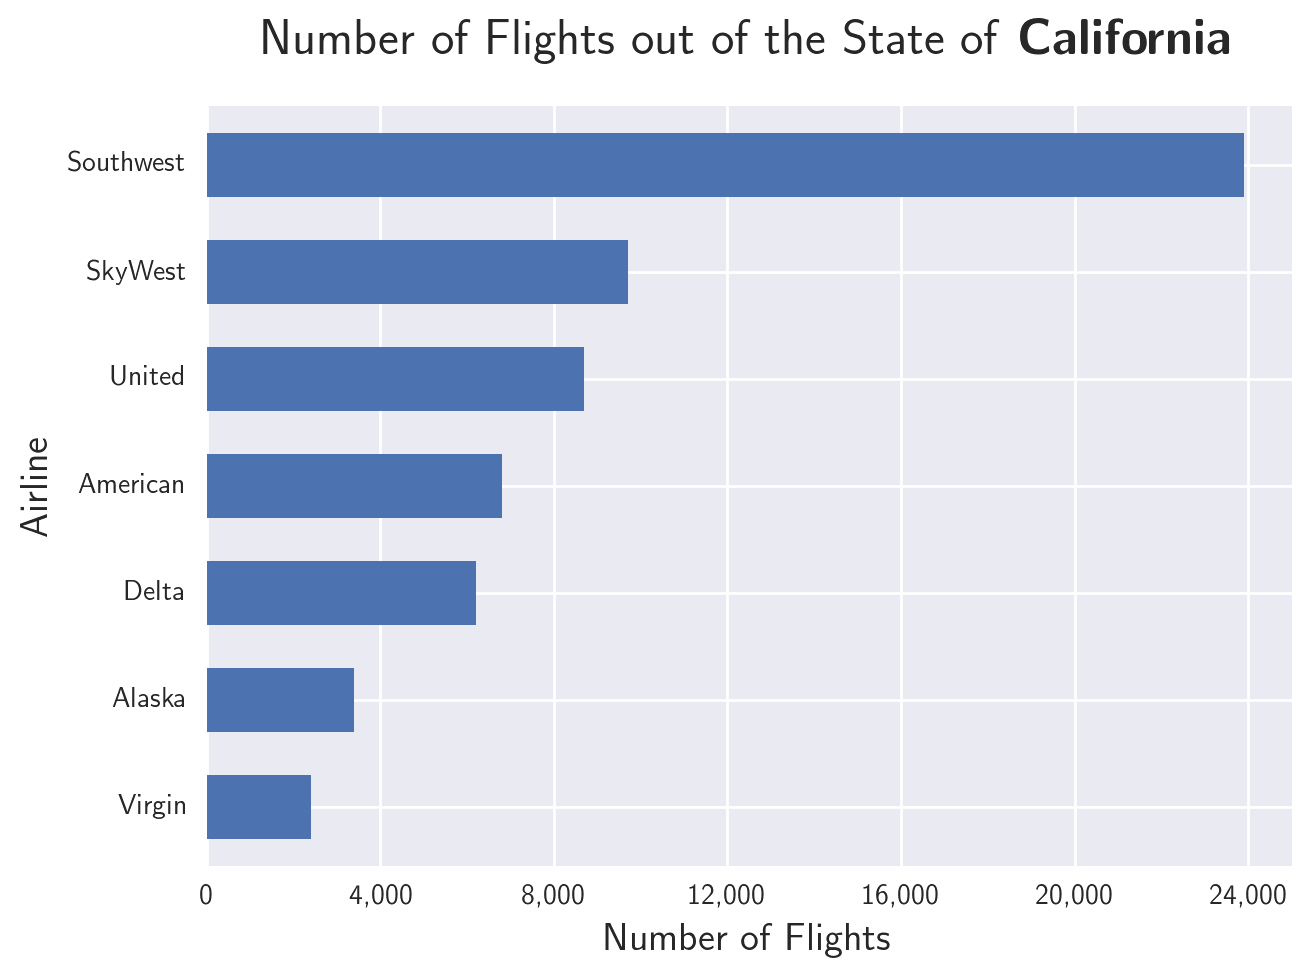 Number of Flights out of the State of California
Southwest
SkyWest
United
American
Delta
Alaska
Virgin
Airline
0 4,000 8,000 12,000 16,000 20,000 24,000
Number of Flights